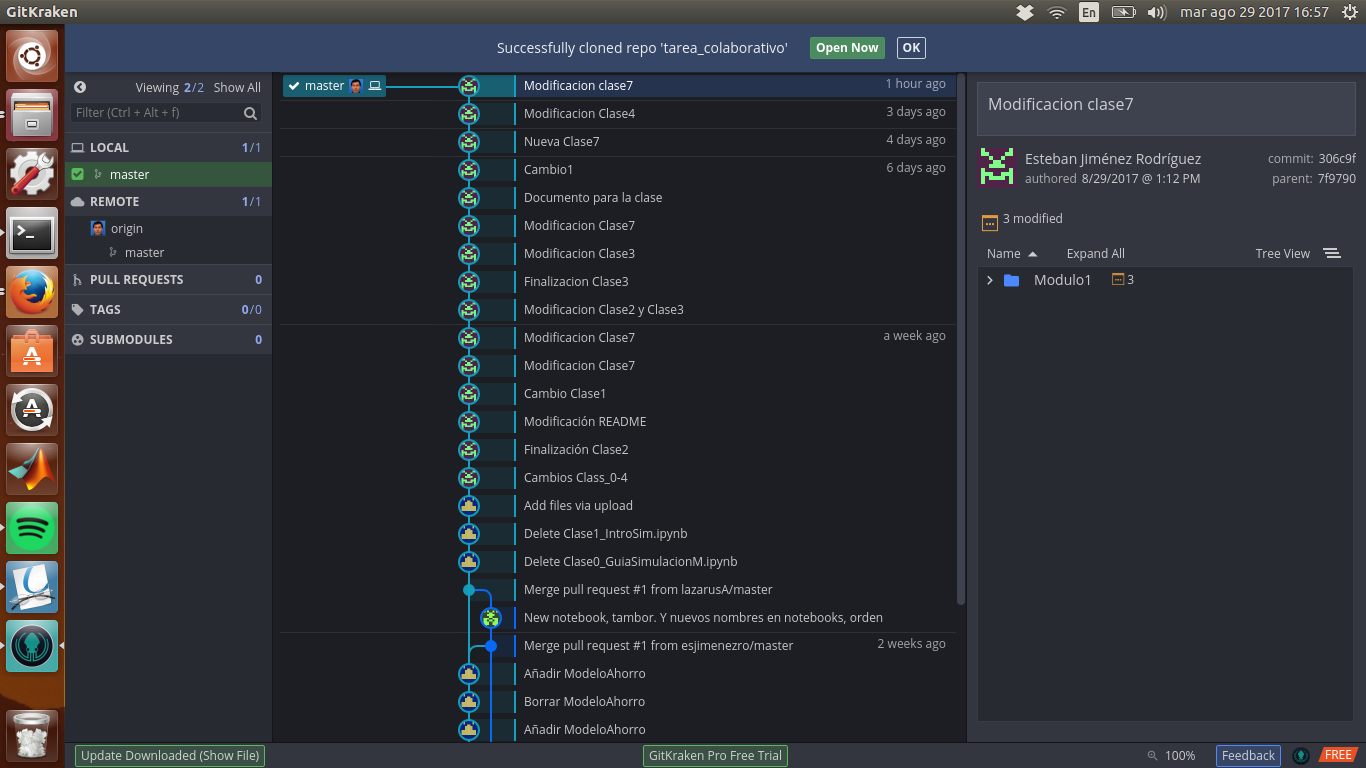 GitKraken
En
mar ago 29 2017 16:57
Successfully cloned repo 'tarea_colaborativo'
Open Now
OK
Viewing 2/2 Show All
Filter (Ctrl + Alt + f)
LOCAL 1/1
master
REMOTE 1/1
origin
master
PULL REQUESTS 0
TAGS 0/0
SUBMODULES 0
master
Modificacion clase7 1 hour ago
Modificacion Clase4 3 days ago
Nueva Clase7 4 days ago
Cambio1 6 days ago
Documento para la clase
Modificacion Clase7
Modificacion Clase3
Finalizacion Clase3
Modificacion Clase2 y Clase3
Modificacion Clase7 a week ago
Modificacion Clase7
Cambio Clase1
Modificación README
Finalización Clase2
Cambios Class_0-4
Add files via upload
Delete Clase1_IntroSim.ipynb
Delete Clase0_GuiaSimulacionM.ipynb
Merge pull request #1 from lazarusA/master
New notebook, tambor. Y nuevos nombres en notebooks, orden
Merge pull request #1 from esjimenezro/master 2 weeks ago
Añadir ModeloAhorro
Borrar ModeloAhorro
Añadir ModeloAhorro
Modificacion clase7
Esteban Jiménez Rodríguez commit: 306c9f
authored 8/29/2017 @ 1:12 PM parent: 7f9790
3 modified
Name Expand All Tree View
Modulo1 3
Update Downloaded (Show File)
GitKraken Pro Free Trial
100%
Feedback
FREE